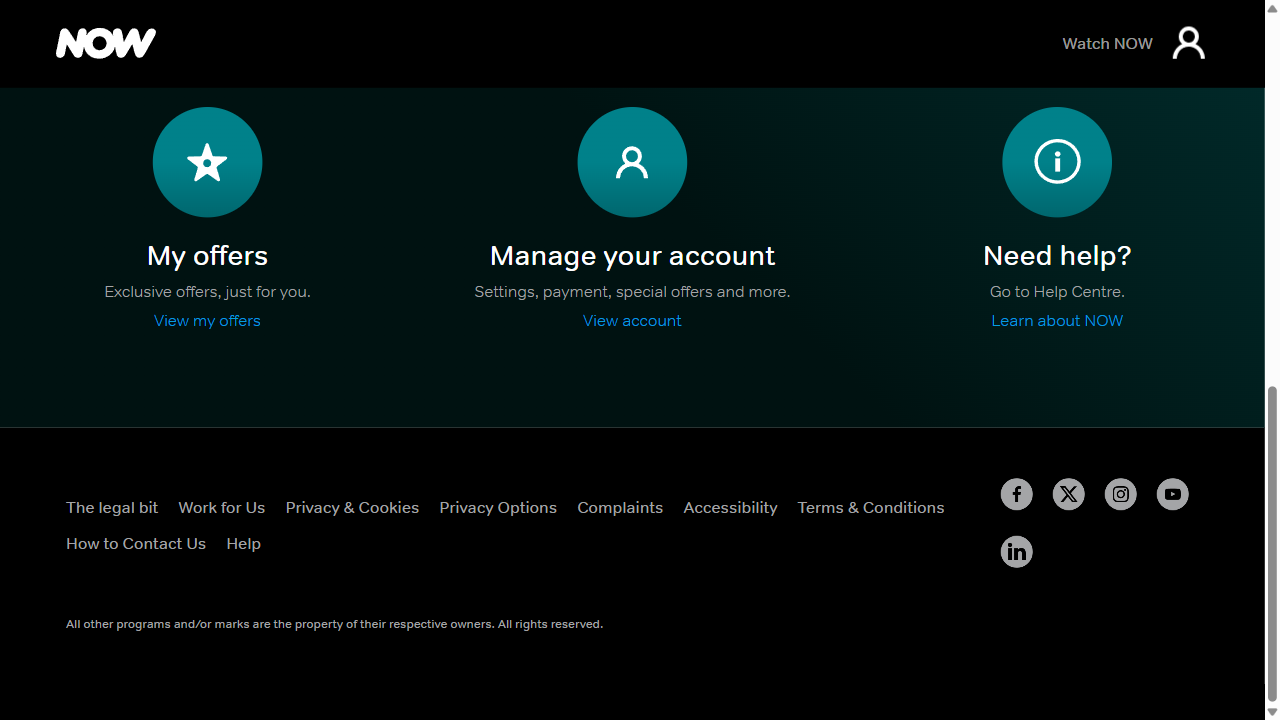 NOW
Watch NOW
My offers
Exclusive offers, just for you.
View my offers
Manage your account
Settings, payment, special offers and more.
View account
Need help?
Go to Help Centre.
Learn about NOW
The legal bit
Work for Us
Privacy & Cookies
Privacy Options
Complaints
Accessibility
Terms & Conditions
How to Contact Us
Help
All other programs and/or marks are the property of their respective owners. All rights reserved.